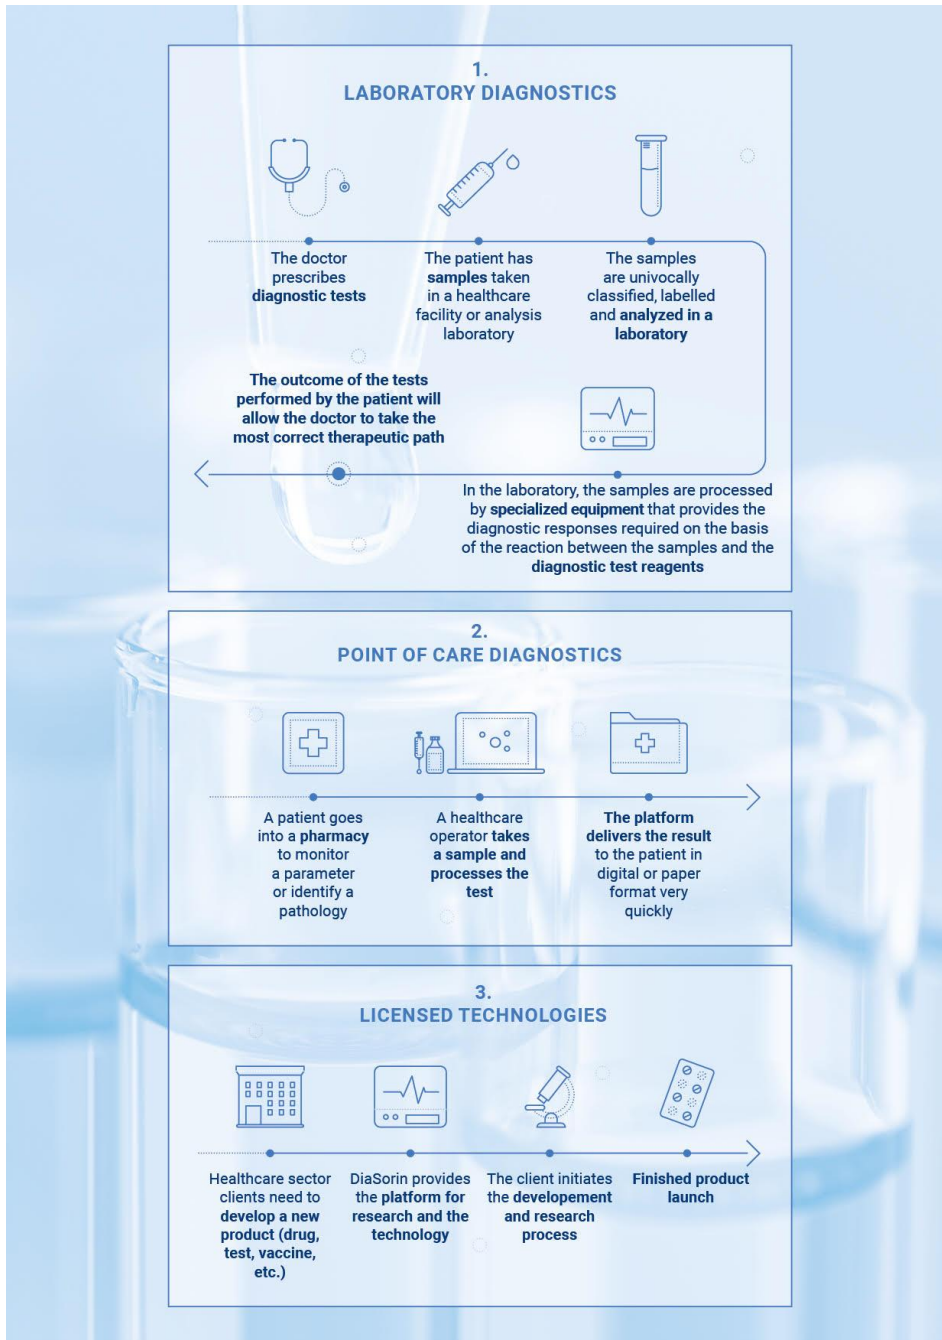 1.
LABORATORY DIAGNOSTICS
The doctor
prescribes
diagnostic tests
The patient has
samples taken
in a healthcare
facility or analysis
laboratory
The samples
are univocally
classified, labelled
and analyzed in a
laboratory
In the laboratory, the samples are processed
by specialized equipment that provides the
diagnostic responses required on the basis
of the reaction between the samples and the
diagnostic test reagents
The outcome of the tests
performed by the patient will
allow the doctor to take the
most correct therapeutic path
2.
POINT OF CARE DIAGNOSTICS
A patient goes
into a pharmacy
to monitor
a parameter
or identify a
pathology
A healthcare
operator takes
a sample and
processes the
test
The platform
delivers the result
to the patient in
digital or paper
format very
quickly
3.
LICENSED TECHNOLOGIES
Healthcare sector
clients need to
develop a new
product (drug,
test, vaccine,
etc.)
DiaSorin provides
the platform for
research and the
technology
The client initiates
the developement
and research
process
Finished product
launch